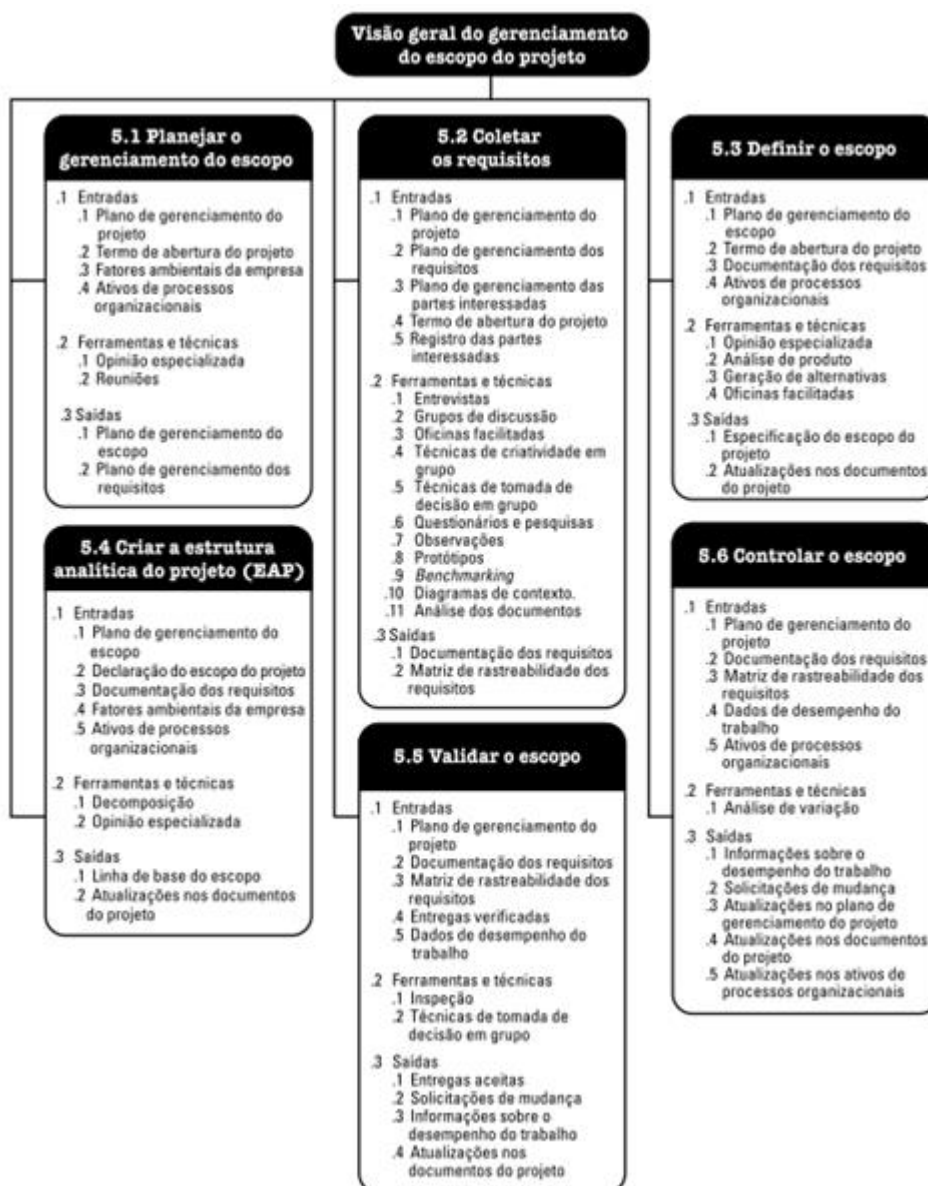 Visão geral do gerenciamento
do escopo do projeto
5.1 Planejar o
gerenciamento do escopo
.1 Entradas
.1 Plano de gerenciamento do
projeto
.2 Termo de abertura do projeto
.3 Fatores ambientais da empresa
.4 Ativos de processos
organizacionais
.2 Ferramentas e técnicas
.1 Opinião especializada
.2 Reuniões
.3 Saídas
.1 Plano de gerenciamento do
escopo
.2 Plano de gerenciamento dos
requisitos
5.2 Coletar
os requisitos
.1 Entradas
.1 Plano de gerenciamento do
projeto
.2 Plano de gerenciamento dos
requisitos
.3 Plano de gerenciamento das
partes interessadas
.4 Termo de abertura do projeto
.5 Registro das partes
interessadas
.2 Ferramentas e técnicas
.1 Entrevistas
.2 Grupos de discussão
.3 Oficinas facilitadas
.4 Técnicas de criatividade em
grupo
.5 Técnicas de tomada de
decisão em grupo
.6 Questionários e pesquisas
.7 Observações
.8 Protótipos
.9 Benchmarking
.10 Diagramas de contexto.
.11 Análise dos documentos
.3 Saídas
.1 Documentação dos requisitos
.2 Matriz de rastreabilidade dos
requisitos
5.3 Definir o escopo
.1 Entradas
.1 Plano de gerenciamento do
escopo
.2 Termo de abertura do projeto
.3 Documentação dos requisitos
.4 Ativos de processos
organizacionais
.2 Ferramentas e técnicas
.1 Opinião especializada
.2 Análise de produto
.3 Geração de alternativas
.4 Oficinas facilitadas
.3 Saídas
.1 Especificação do escopo do
projeto
.2 Atualizações nos documentos
do projeto
5.4 Criar a estrutura
analítica do projeto (EAP)
.1 Entradas
.1 Plano de gerenciamento do
escopo
.2 Declaração do escopo do projeto
.3 Documentação dos requisitos
.4 Fatores ambientais da empresa
.5 Ativos de processos
organizacionais
.2 Ferramentas e técnicas
.1 Decomposição
.2 Opinião especializada
.3 Saídas
.1 Linha de base do escopo
.2 Atualizações nos documentos
do projeto
5.5 Validar o escopo
.1 Entradas
.1 Plano de gerenciamento do
projeto
.2 Documentação dos requisitos
.3 Matriz de rastreabilidade dos
requisitos
.4 Entregas verificadas
.5 Dados de desempenho do
trabalho
.2 Ferramentas e técnicas
.1 Inspeção
.2 Técnicas de tomada de
decisão em grupo
.3 Saídas
.1 Entregas aceitas
.2 Solicitações de mudança
.3 Informações sobre o
desempenho do trabalho
.4 Atualizações nos
documentos do projeto
5.6 Controlar o escopo
.1 Entradas
.1 Plano de gerenciamento do
projeto
.2 Documentação dos requisitos
.3 Matriz de rastreabilidade dos
requisitos
.4 Dados de desempenho do
trabalho
.5 Ativos de processos
organizacionais
.2 Ferramentas e técnicas
.1 Análise de variação
.3 Saídas
.1 Informações sobre o
desempenho do trabalho
.2 Solicitações de mudança
.3 Atualizações no plano de
gerenciamento do projeto
.4 Atualizações nos documentos
do projeto
.5 Atualizações nos ativos de
processos organizacionais